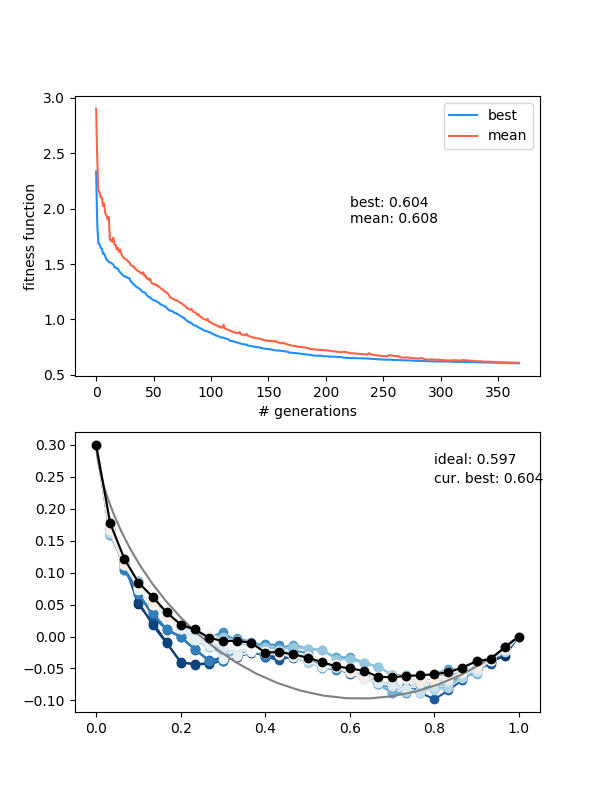 3.0
2.5
2.0
1.5
1.0
0.5
fitness function
best
mean
best: 0.604
mean: 0.608
0 50 100 150 200 250 300 350
# generations
0.30
0.25
0.20
0.15
0.10
0.05
0.00
−0.05
−0.10
ideal: 0.597
cur. best: 0.604
0.0 0.2 0.4 0.6 0.8 1.0